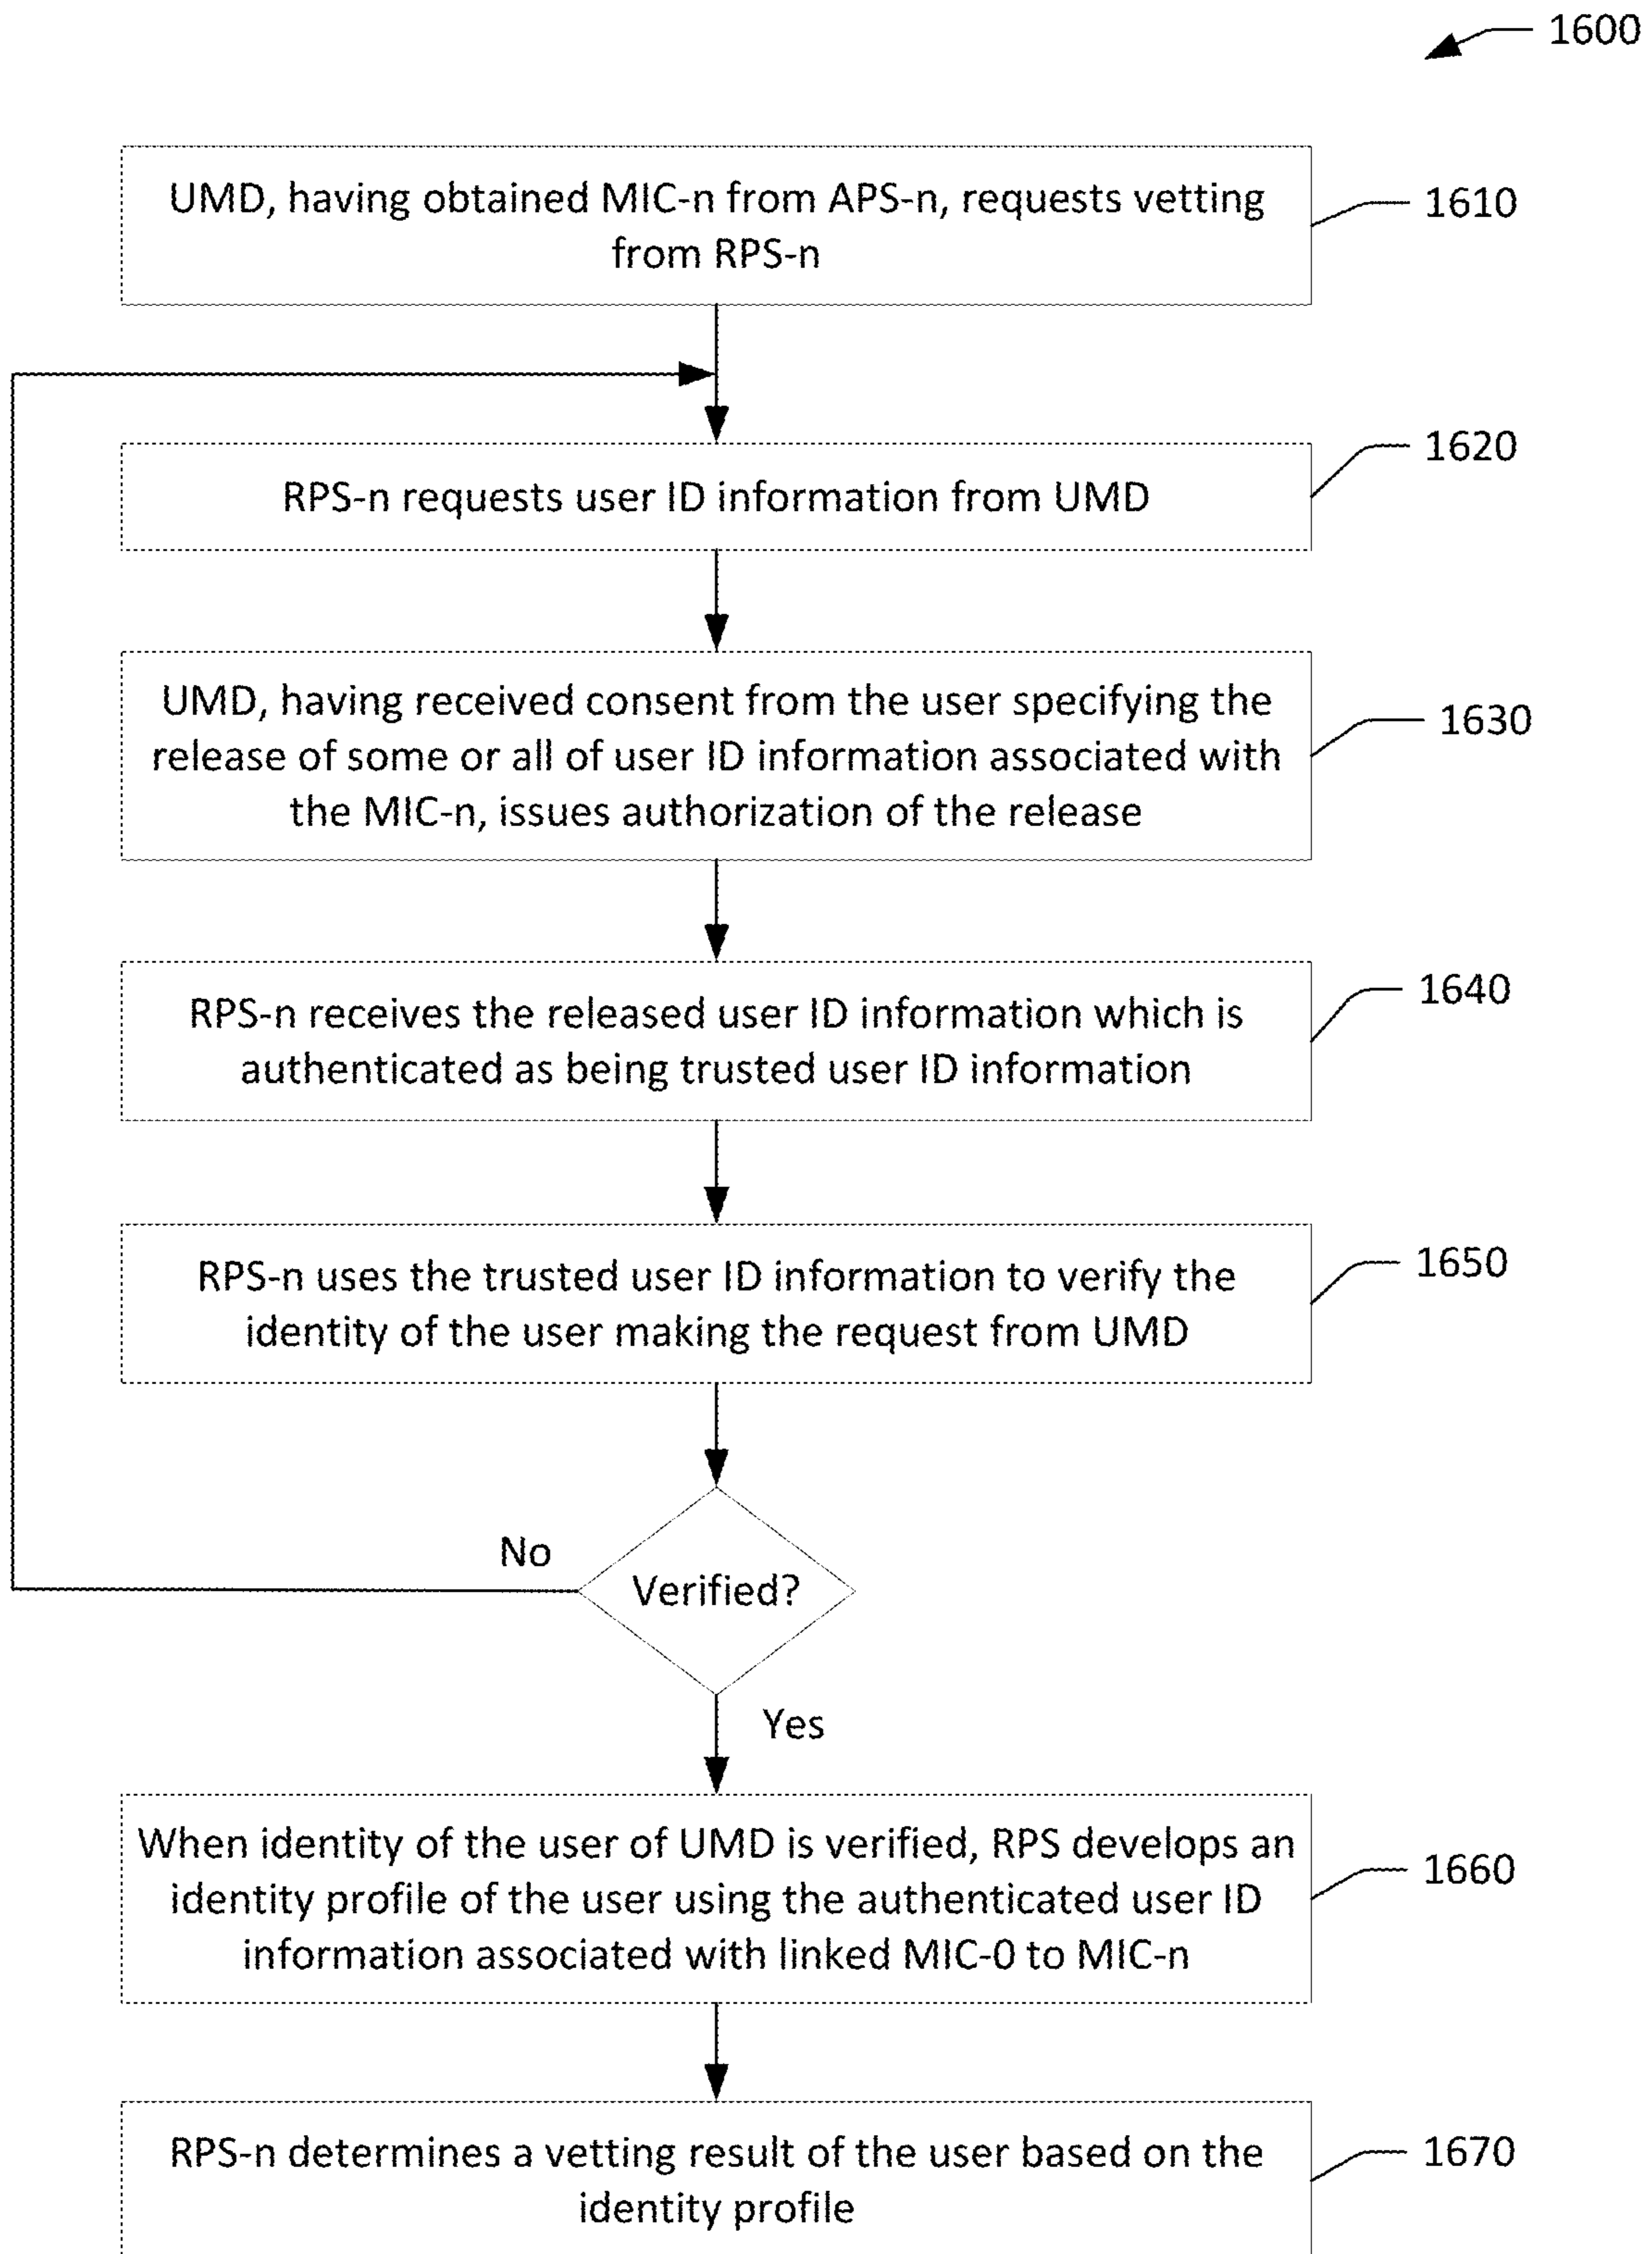 1600
UMD, having obtained MIC-n from APS-n, requests vetting
from RPS-n
1610
RPS-n requests user ID information from UMD
1620
UMD, having received consent from the user specifying the
release of some or all of user ID information associated with
the MIC-n, issues authorization of the release
1630
RPS-n receives the released user ID information which is
authenticated as being trusted user ID information
1640
RPS-n uses the trusted user ID information to verify the
identity of the user making the request from UMD
1650
No
Verified?
Yes
When identity of the user of UMD is verified, RPS develops an
identity profile of the user using the authenticated user ID
information associated with linked MIC-0 to MIC-n
1660
RPS-n determines a vetting result of the user based on the
identity profile
1670